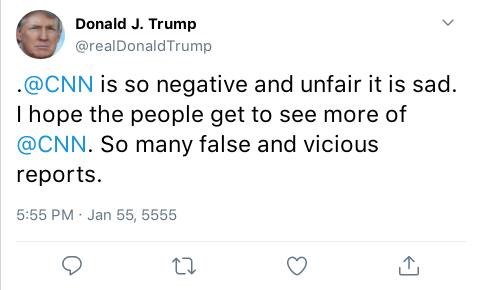 Donald J. Trump
@realDonaldTrump
.@CNN is so negative and unfair it is sad.
I hope the people get to see more of
@CNN. So many false and vicious
reports.
5:55 PM · Jan 55, 5555